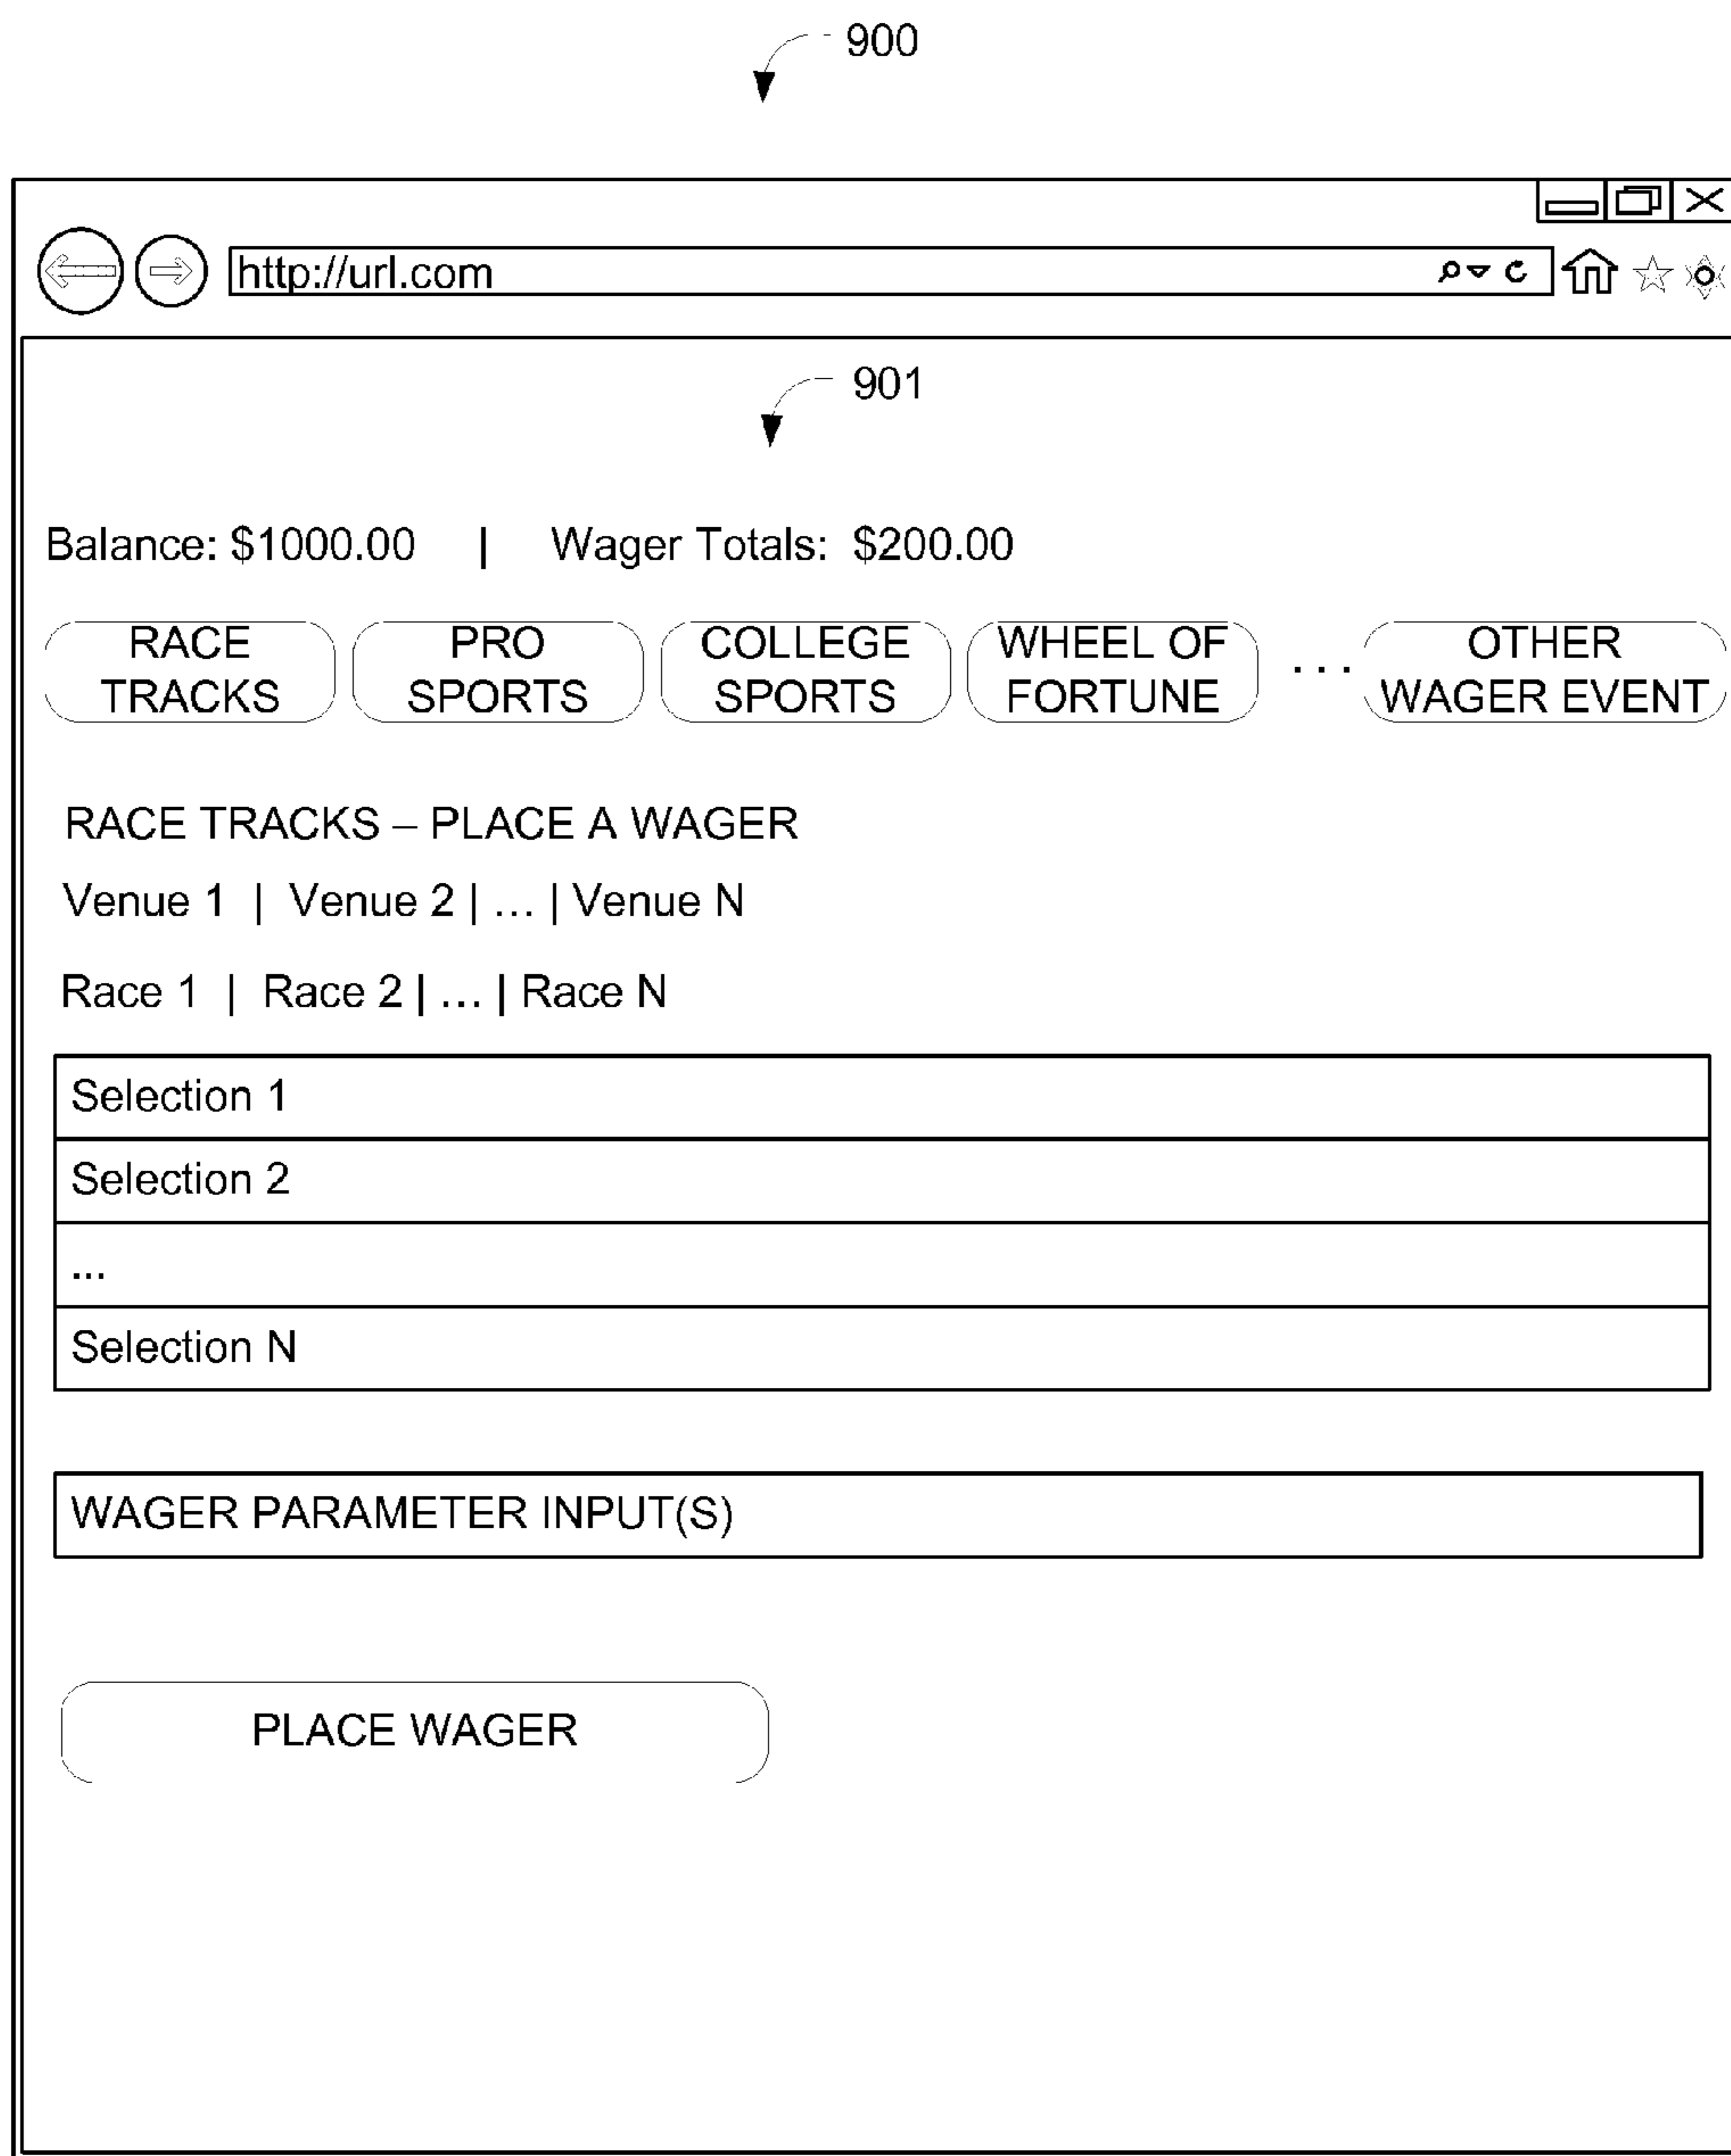 900
http://url.com
901
Balance: $1000.00 | Wager Totals: $200.00
RACE TRACKS
PRO SPORTS
COLLEGE SPORTS
WHEEL OF FORTUNE
...
OTHER WAGER EVENT
RACE TRACKS – PLACE A WAGER
Venue 1 | Venue 2 | ... | Venue N
Race 1 | Race 2 | ... | Race N
Selection 1
Selection 2
...
Selection N
WAGER PARAMETER INPUT(S)
PLACE WAGER